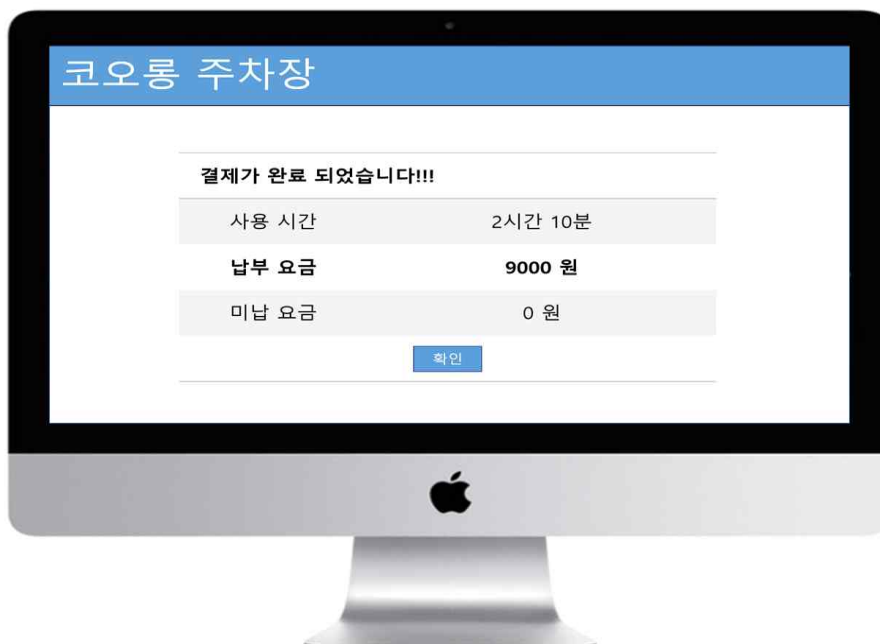 코오롱 주차장
결제가 완료 되었습니다!!!
사용 시간 2시간 10분
납부 요금 9000 원
미납 요금 0 원
확인